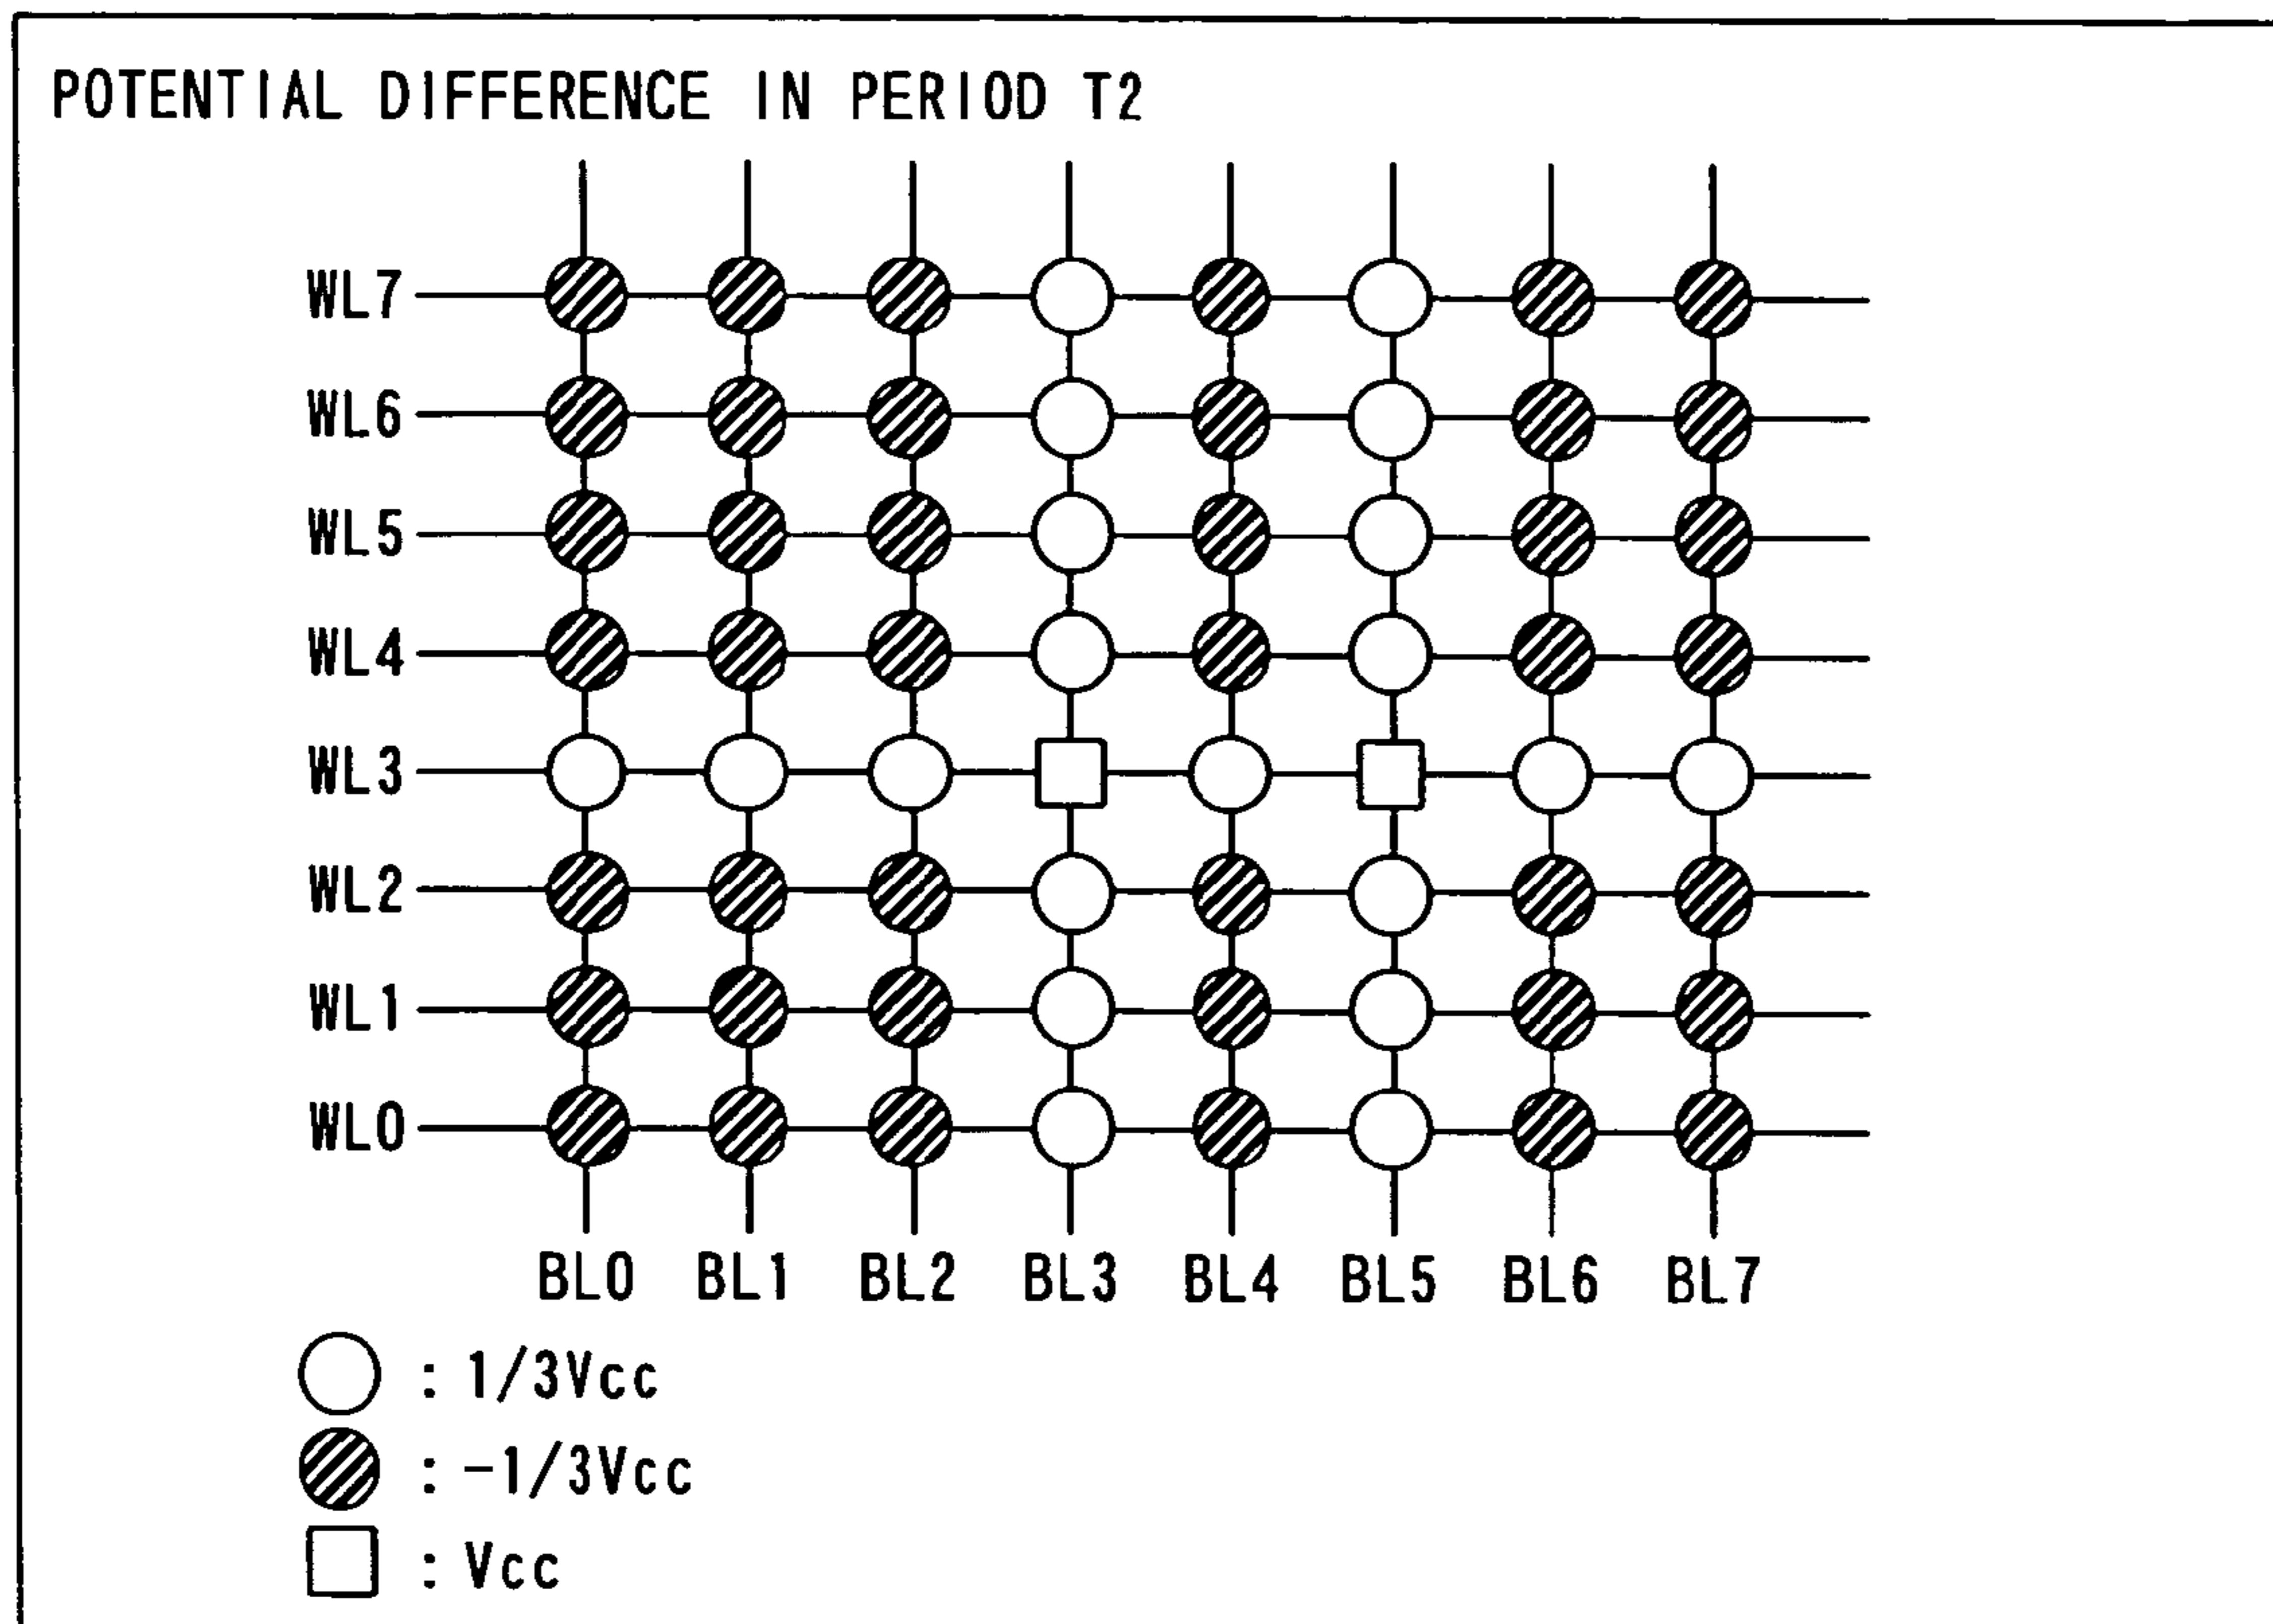 POTENTIAL DIFFERENCE IN PERIOD T2
WL7
WL6
WL5
WL4
WL3
WL2
WL1
WL0
BL0 BL1 BL2 BL3 BL4 BL5 BL6 BL7
: 1/3Vcc
: -1/3Vcc
: Vcc